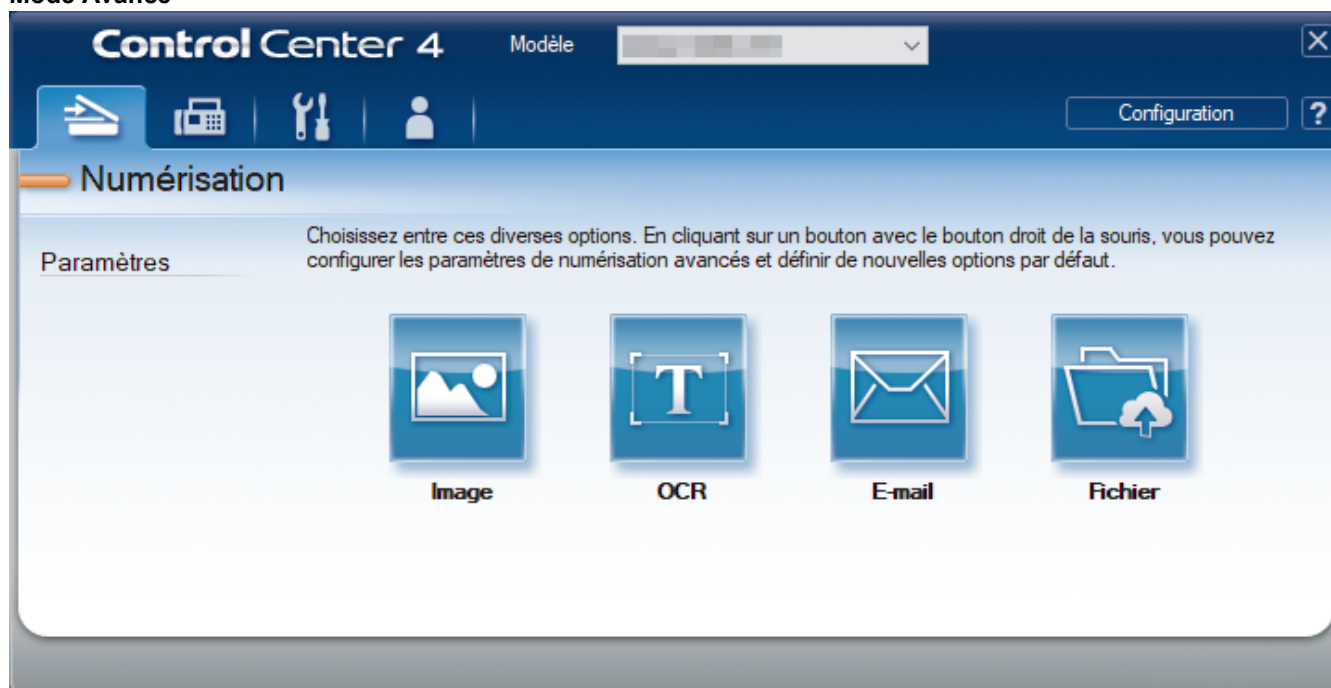 Mode Avancé
Control Center 4
Modèle
Configuration
?
Numérisation
Paramètres
Choisissez entre ces diverses options. En cliquant sur un bouton avec le bouton droit de la souris, vous pouvez
configurer les paramètres de numérisation avancés et définir de nouvelles options par défaut.
T
Image
OCR
E-mail
Fichier